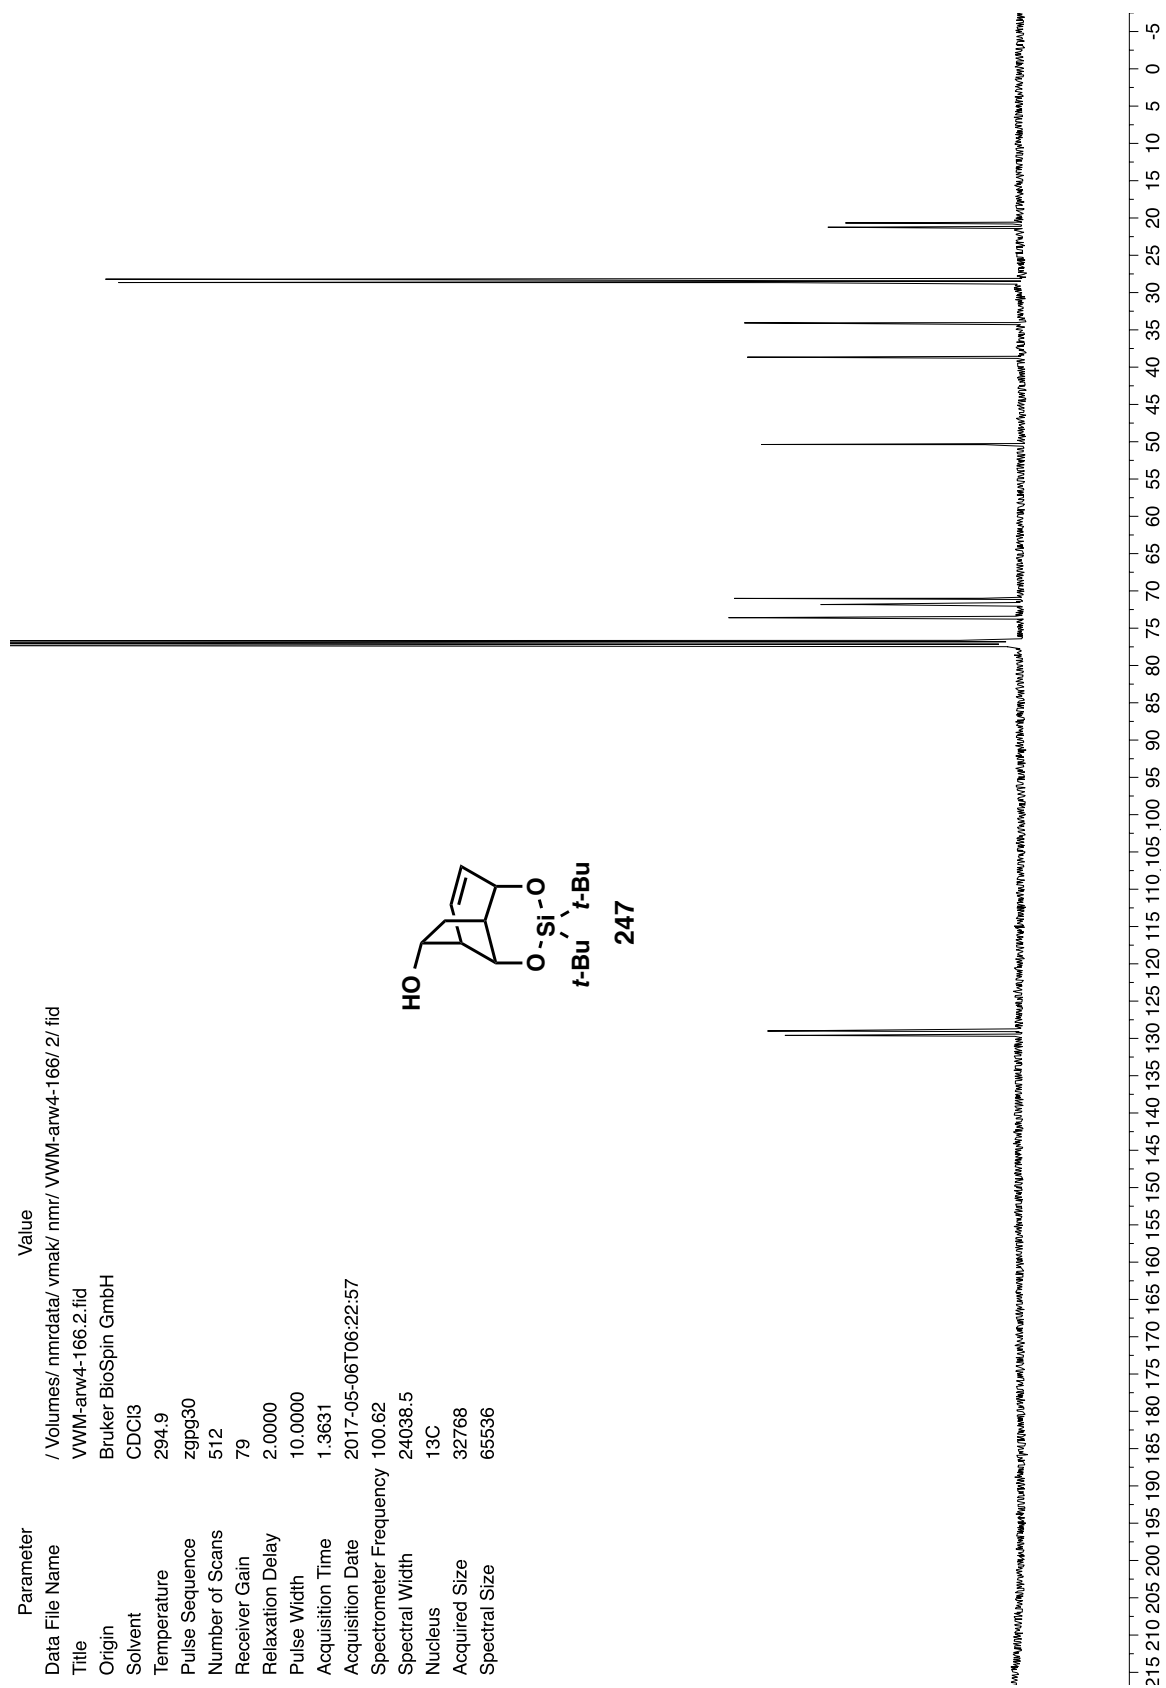 Parameter Value
Data File Name / Volumes/ nmrdata/ vmak/ nmr/ VWM-arw4-166/ 2/ fid
Title VWM-arw4-166.2.fid
Origin Bruker BioSpin GmbH
Solvent CDCl3
Temperature 294.9
Pulse Sequence zgpg30
Number of Scans 512
Receiver Gain 79
Relaxation Delay 2.0000
Pulse Width 10.0000
Acquisition Time 1.3631
Acquisition Date 2017-05-06T06:22:57
Spectrometer Frequency 100.62
Spectral Width 24038.5
Nucleus 13C
Acquired Size 32768
Spectral Size 65536
HO
O Si O
t-Bu t-Bu
247
215 210 205 200 195 190 185 180 175 170 165 160 155 150 145 140 135 130 125 120 115 110 105 100 95 90 85 80 75 70 65 60 55 50 45 40 35 30 25 20 15 10 5 0 -5